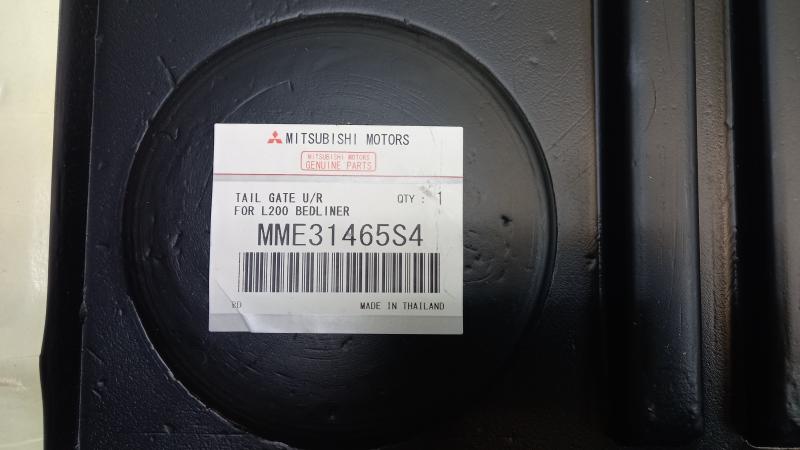 MITSUBISHI MOTORS
MITSUBISHI MOTORS
GENUINE PARTS
TAIL GATE U/R QTY : 1
FOR L200 BEDLINER
MME31465S4
MADE IN THAILAND